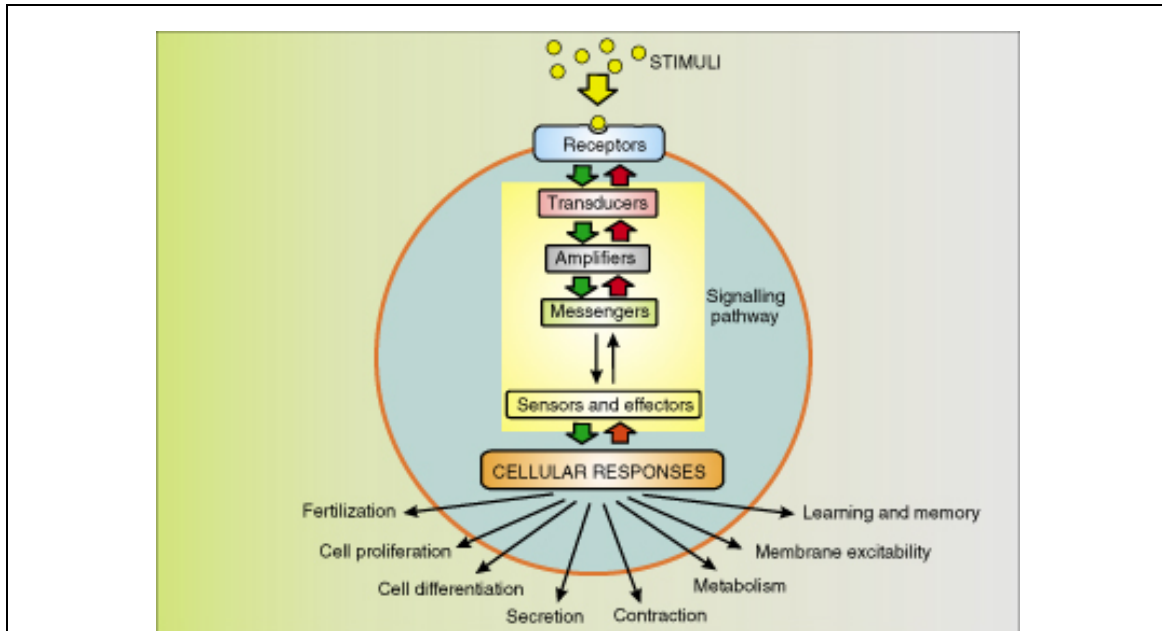 STIMULI
Receptors
Transducers
Amplifiers
Messengers
Signalling
pathway
Sensors and effectors
CELLULAR RESPONSES
Fertilization
Learning and memory
Cell proliferation
Membrane excitability
Cell differentiation
Metabolism
Secretion
Contraction